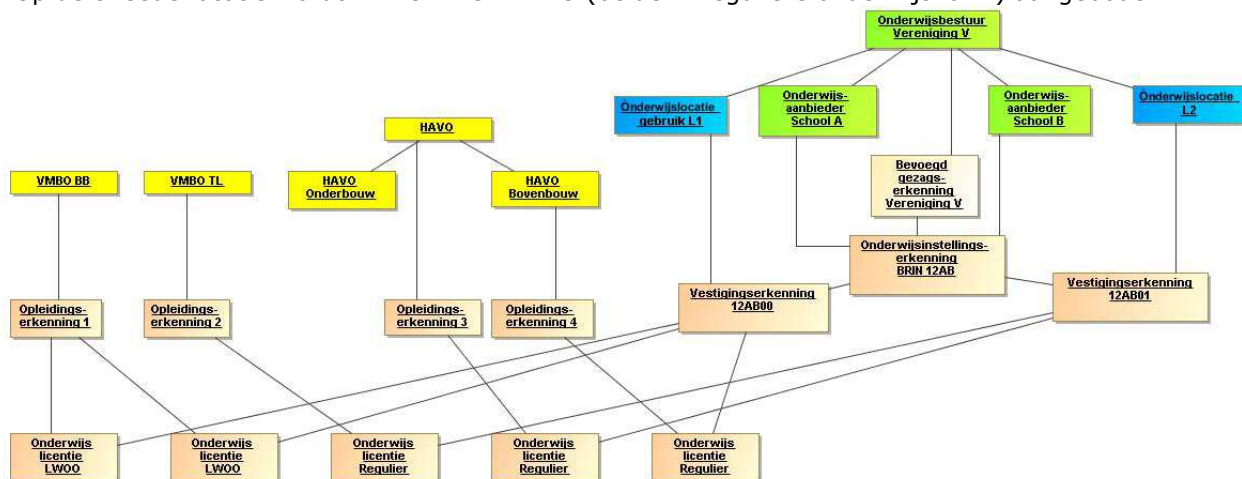 Onderwijsbestuur
Vereniging V
Onderwijslocatie
gebruik L1
Onderwijs-
aanbieder
School A
Onderwijs-
aanbieder
School B
Onderwijslocatie
L2
HAVO
Bevoegd
gezags-
erkenning
Vereniging V
VMBO BB
VMBO TL
HAVO
Onderbouw
HAVO
Bovenbouw
Onderwijsinstellings-
erkenning
BRIN 12AB
Vestigingserkenning
12AB00
Vestigingserkenning
12AB01
Opleidings-
erkenning 1
Opleidings-
erkenning 2
Opleidings-
erkenning 3
Opleidings-
erkenning 4
Onderwijs
licentie
LWOO
Onderwijs
licentie
LWOO
Onderwijs
licentie
Regulier
Onderwijs
licentie
Regulier
Onderwijs
licentie
Regulier